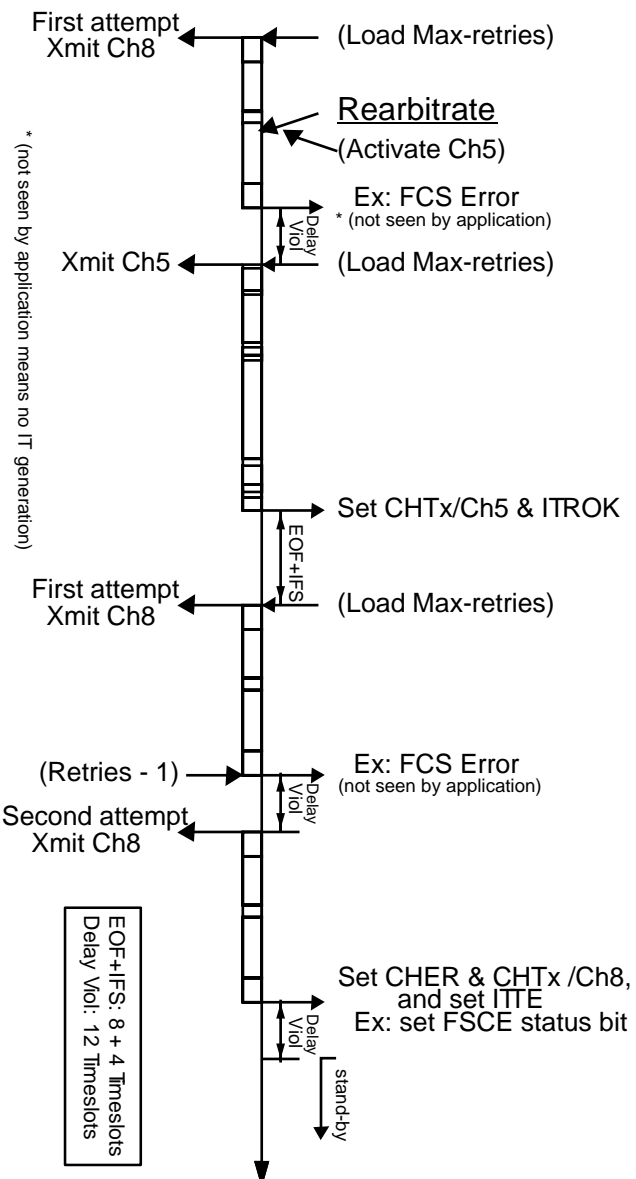 First attempt
Xmit Ch8
(Load Max-retries)
Rearbitrate
(Activate Ch5)
* (not seen by application means no IT generation)
Ex: FCS Error
* (not seen by application)
Delay
Viol
Xmit Ch5
(Load Max-retries)
Set CHTx/Ch5 & ITROK
EOF+IFS
First attempt
Xmit Ch8
(Load Max-retries)
(Retries - 1)
Ex: FCS Error
(not seen by application)
Delay
Viol
Second attempt
Xmit Ch8
Set CHER & CHTx /Ch8,
and set ITTE
Ex: set FSCE status bit
Delay
Viol
stand-by
EOF+IFS: 8 + 4 Timeslots
Delay Viol: 12 Timeslots